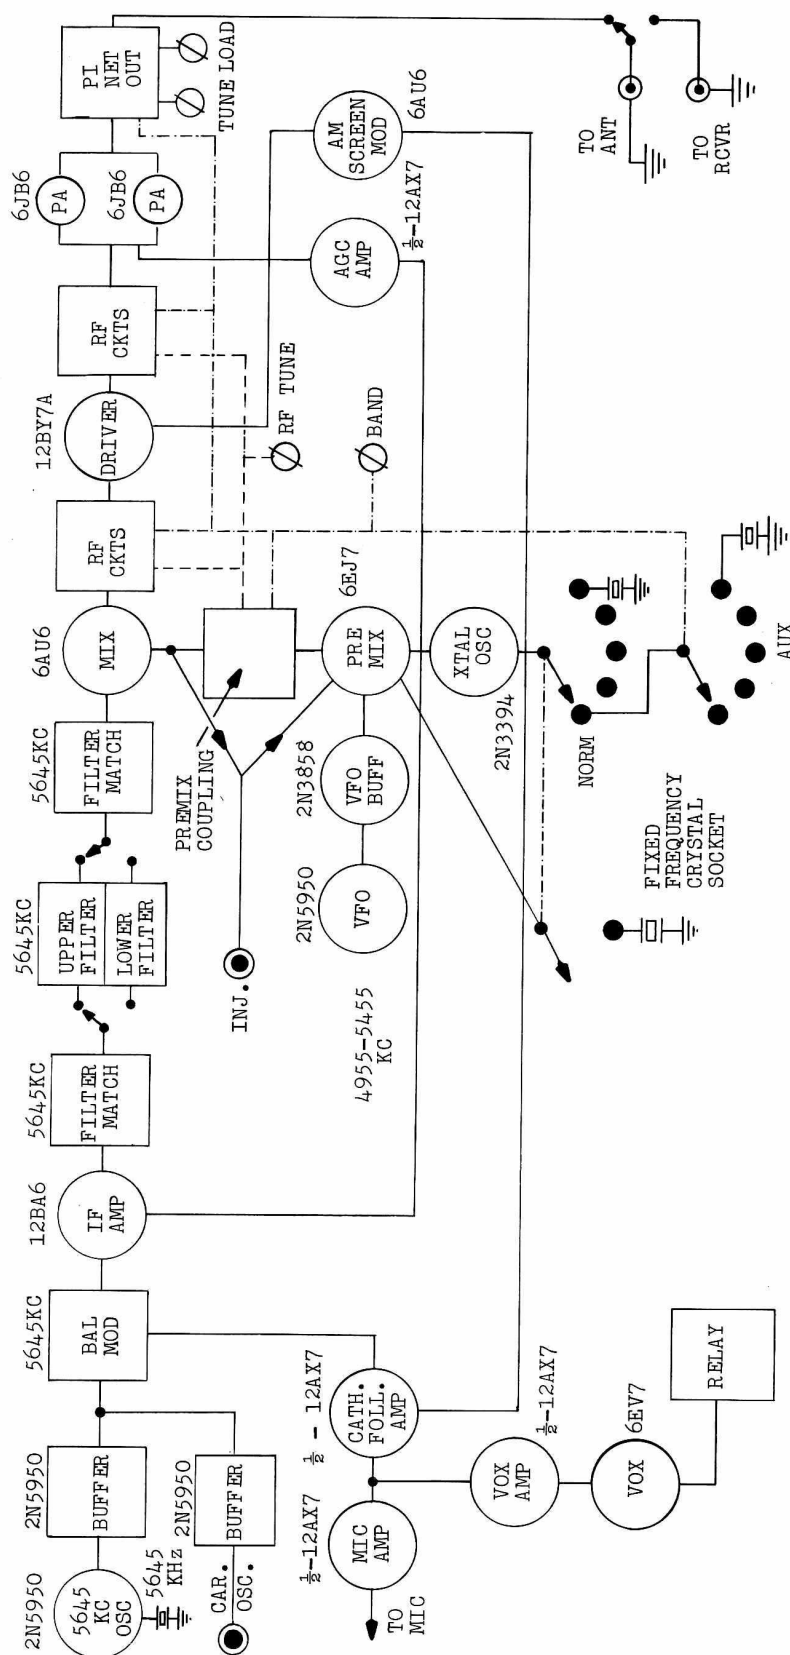 2N5950
5645
KC
OSC
5645
KHz
2N5950
BUFFER
CAR.
OSC.
2N5950
BUFFER
5645KC
BAL
MOD
12BA6
IF
AMP
5645KC
FILTER
MATCH
5645KC
UPPER
FILTER
LOWER
FILTER
5645KC
FILTER
MATCH
6AU6
MIX
RF
CKTS
12BY7A
DRIVER
RF
CKTS
6JB6
PA
6JB6
PA
PI
NET
OUT
TUNE LOAD
PREMIX
COUPLING
INJ.
RF TUNE
BAND
½-12AX7
AGC
AMP
6AU6
AM
SCREEN
MOD
2N5950
VFO
4955-5455
KC
2N3858
VFO
BUFF
6EJ7
PRE
MIX
2N3394
XTAL
OSC
NORM
AUX
FIXED
FREQUENCY
CRYSTAL
SOCKET
TO
ANT
TO
RCVR
TO
MIC
½-12AX7
MIC
AMP
½ - 12AX7
CATH.
FOLL.
AMP
½-12AX7
VOX
AMP
6EV7
VOX
RELAY